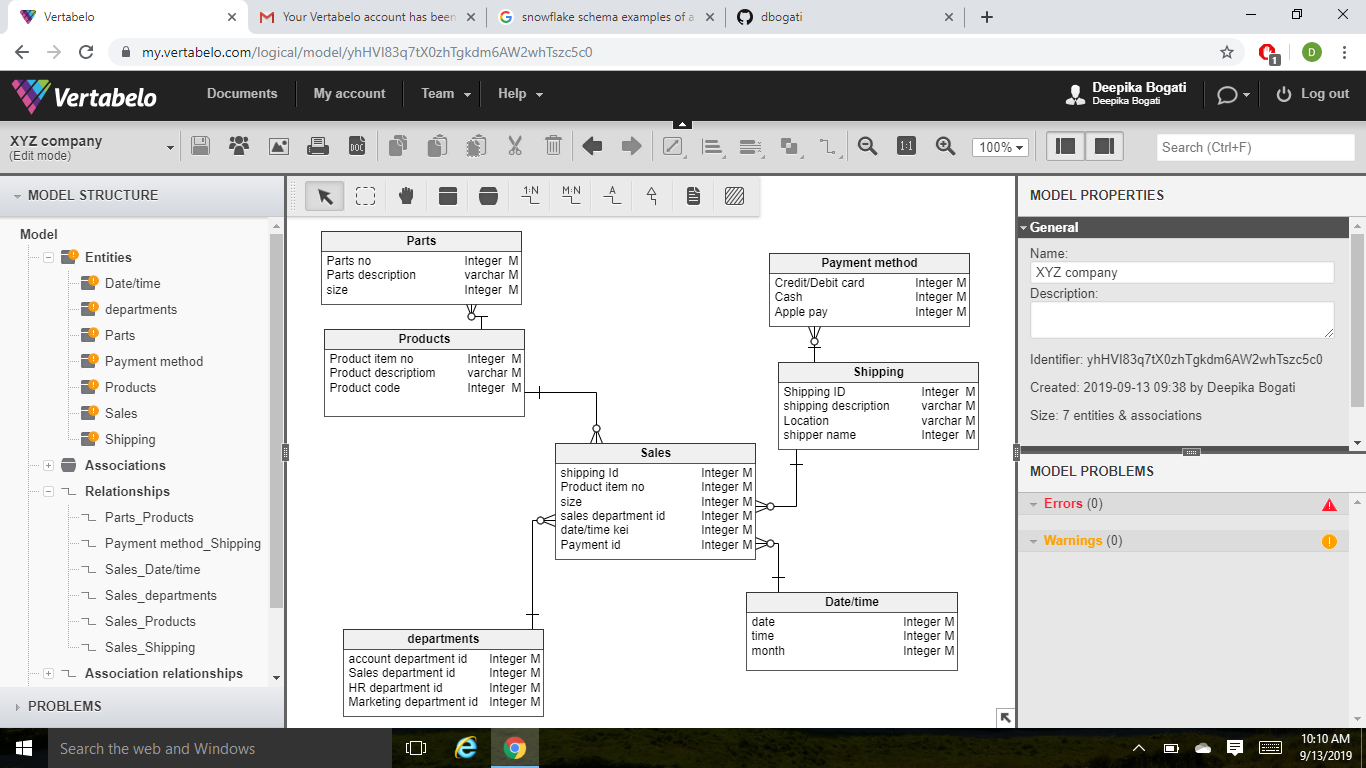 Vertabelo
Your Vertabelo account has been
snowflake schema examples of a
dbogati
my.vertabelo.com/logical/model/yhHVI83q7tX0zhTgkdm6AW2whTszc5c0
1
D
Vertabelo
Documents
My account
Team
Help
Deepika Bogati
Deepika Bogati
Log out
XYZ company
(Edit mode)
DOC
1:1
100%
Search (Ctrl+F)
MODEL STRUCTURE
Model
Entities
Date/time
departments
Parts
Payment method
Products
Sales
Shipping
Associations
Relationships
Parts_Products
Payment method_Shipping
Sales_Date/time
Sales_departments
Sales_Products
Sales_Shipping
Association relationships
PROBLEMS
1:N
M:N
A
Parts
Parts no Integer M
Parts description varchar M
size Integer M
Products
Product item no Integer M
Product descriptiom varchar M
Product code Integer M
Payment method
Credit/Debit card Integer M
Cash Integer M
Apple pay Integer M
Shipping
Shipping ID Integer M
shipping description varchar M
Location varchar M
shipper name Integer M
Sales
shipping Id Integer M
Product item no Integer M
size Integer M
sales department id Integer M
date/time kei Integer M
Payment id Integer M
Date/time
date Integer M
time Integer M
month Integer M
departments
account department id Integer M
Sales department id Integer M
HR department id Integer M
Marketing department id Integer M
MODEL PROPERTIES
General
Name:
XYZ company
Description:
Identifier: yhHVI83q7tX0zhTgkdm6AW2whTszc5c0
Created: 2019-09-13 09:38 by Deepika Bogati
Size: 7 entities & associations
MODEL PROBLEMS
Errors (0)
Warnings (0)
Search the web and Windows
10:10 AM
9/13/2019